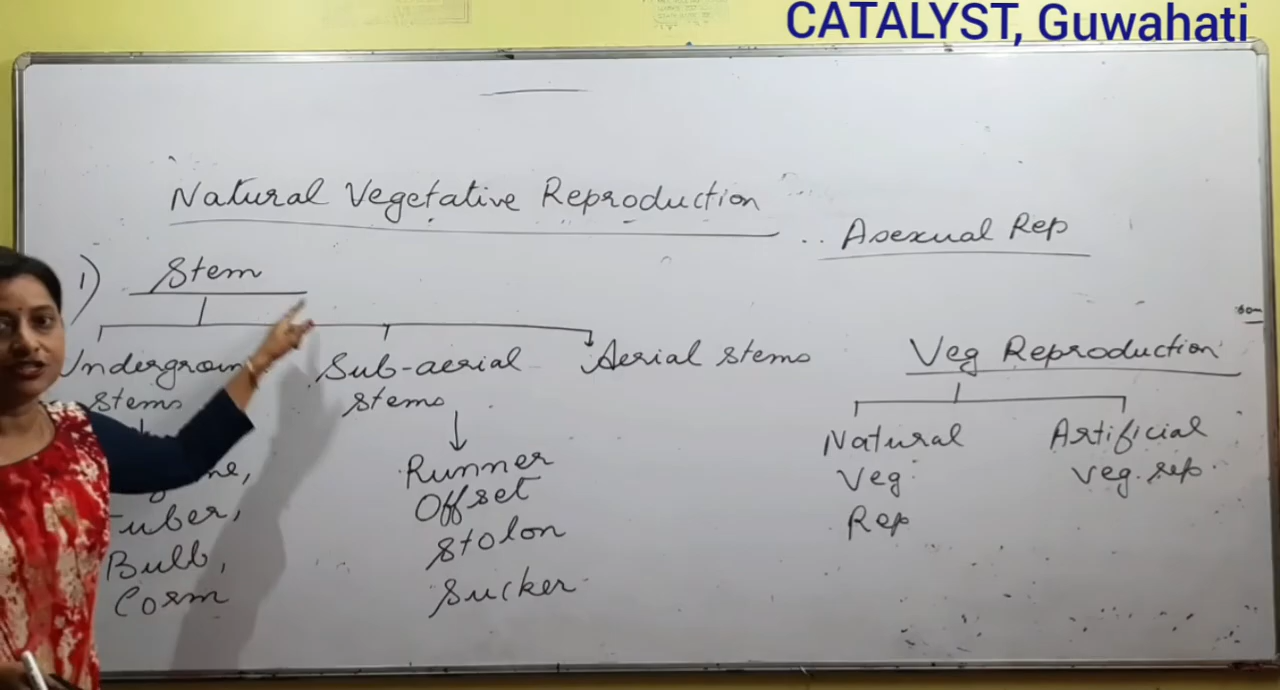 CATALYST, Guwahati
Natural Vegetative Reproduction
Asexual Rep
1) Stem
Sub-aerial
stems
Aerial stems
stems
Tuber,
Bulb,
Corm
Runner
Offset
Stolon
Sucker
Veg Reproduction
Natural
Veg.
Rep
Artificial
veg. rep.